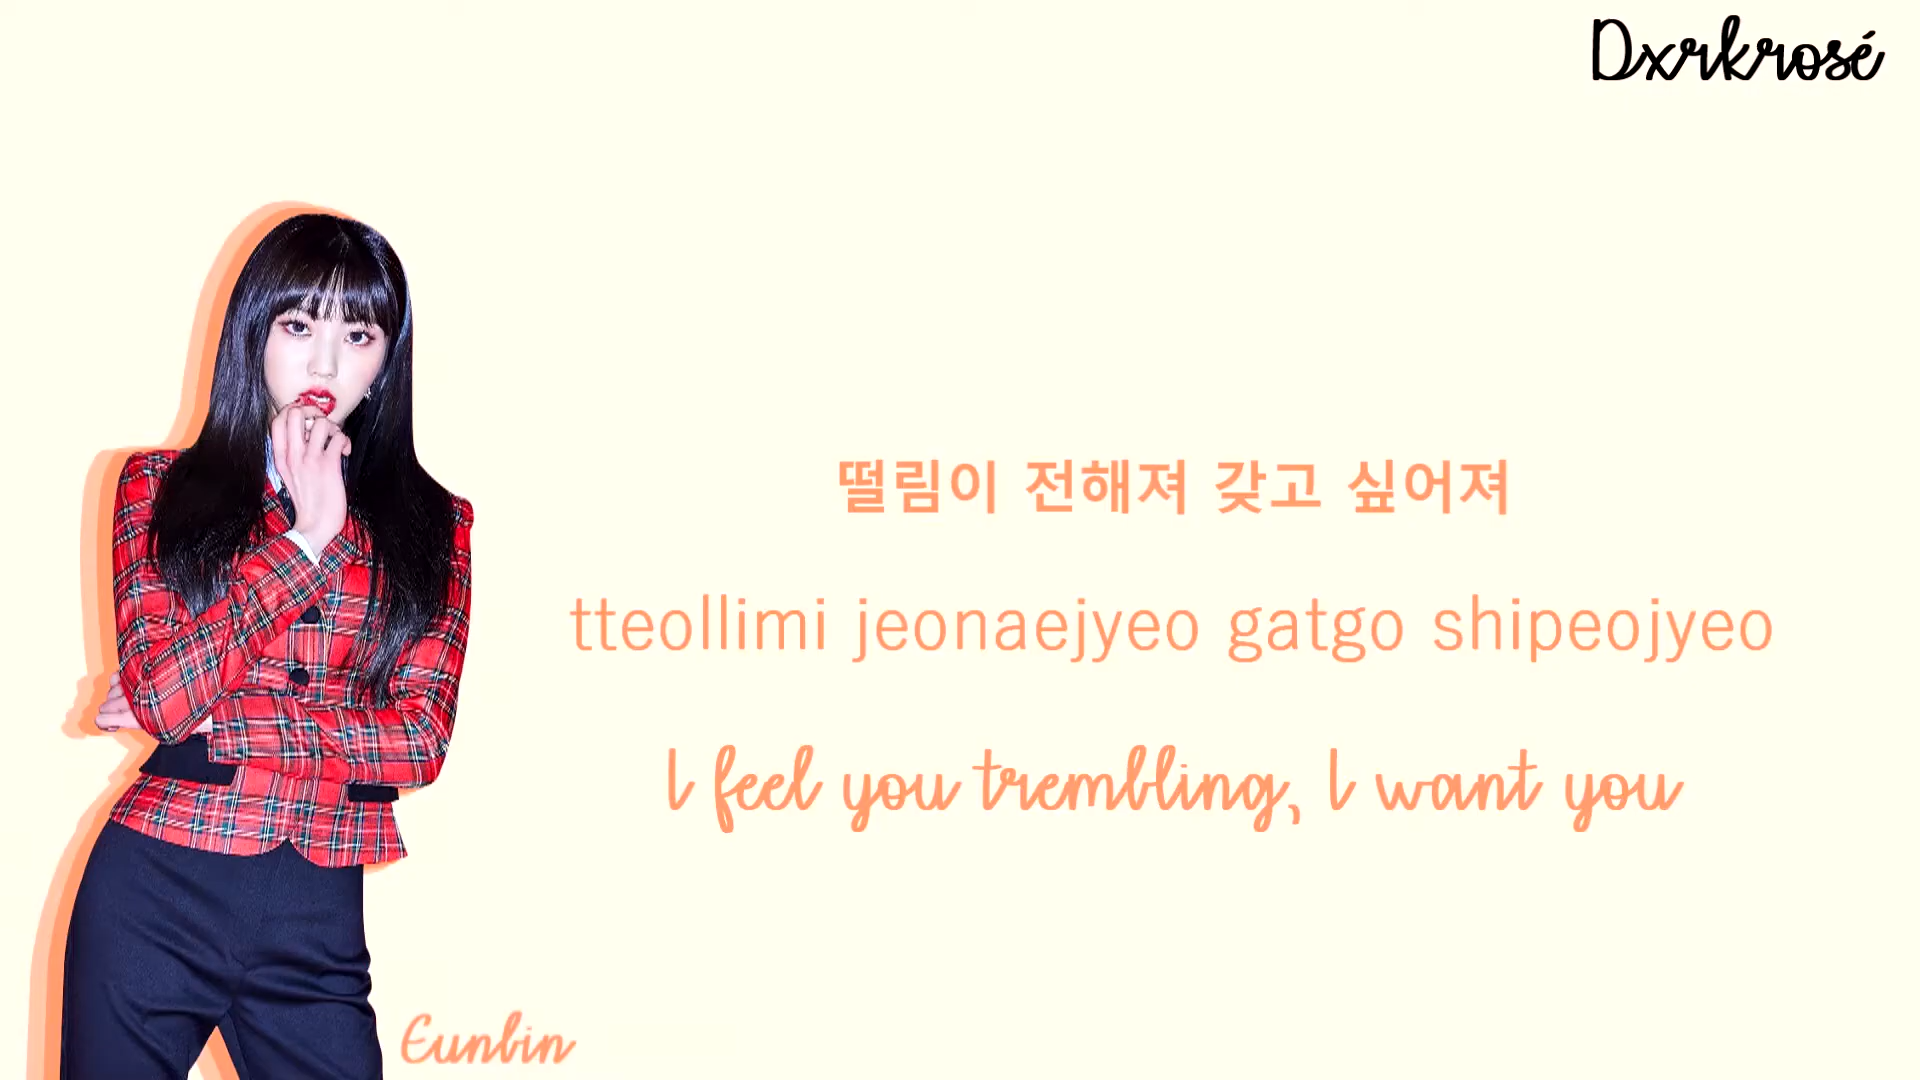 Dxrkrosé
떨림이 전해져 갖고 싶어져
tteollimi jeonaejyeo gatgo shipeojyeo
I feel you trembling, I want you
Eunbin